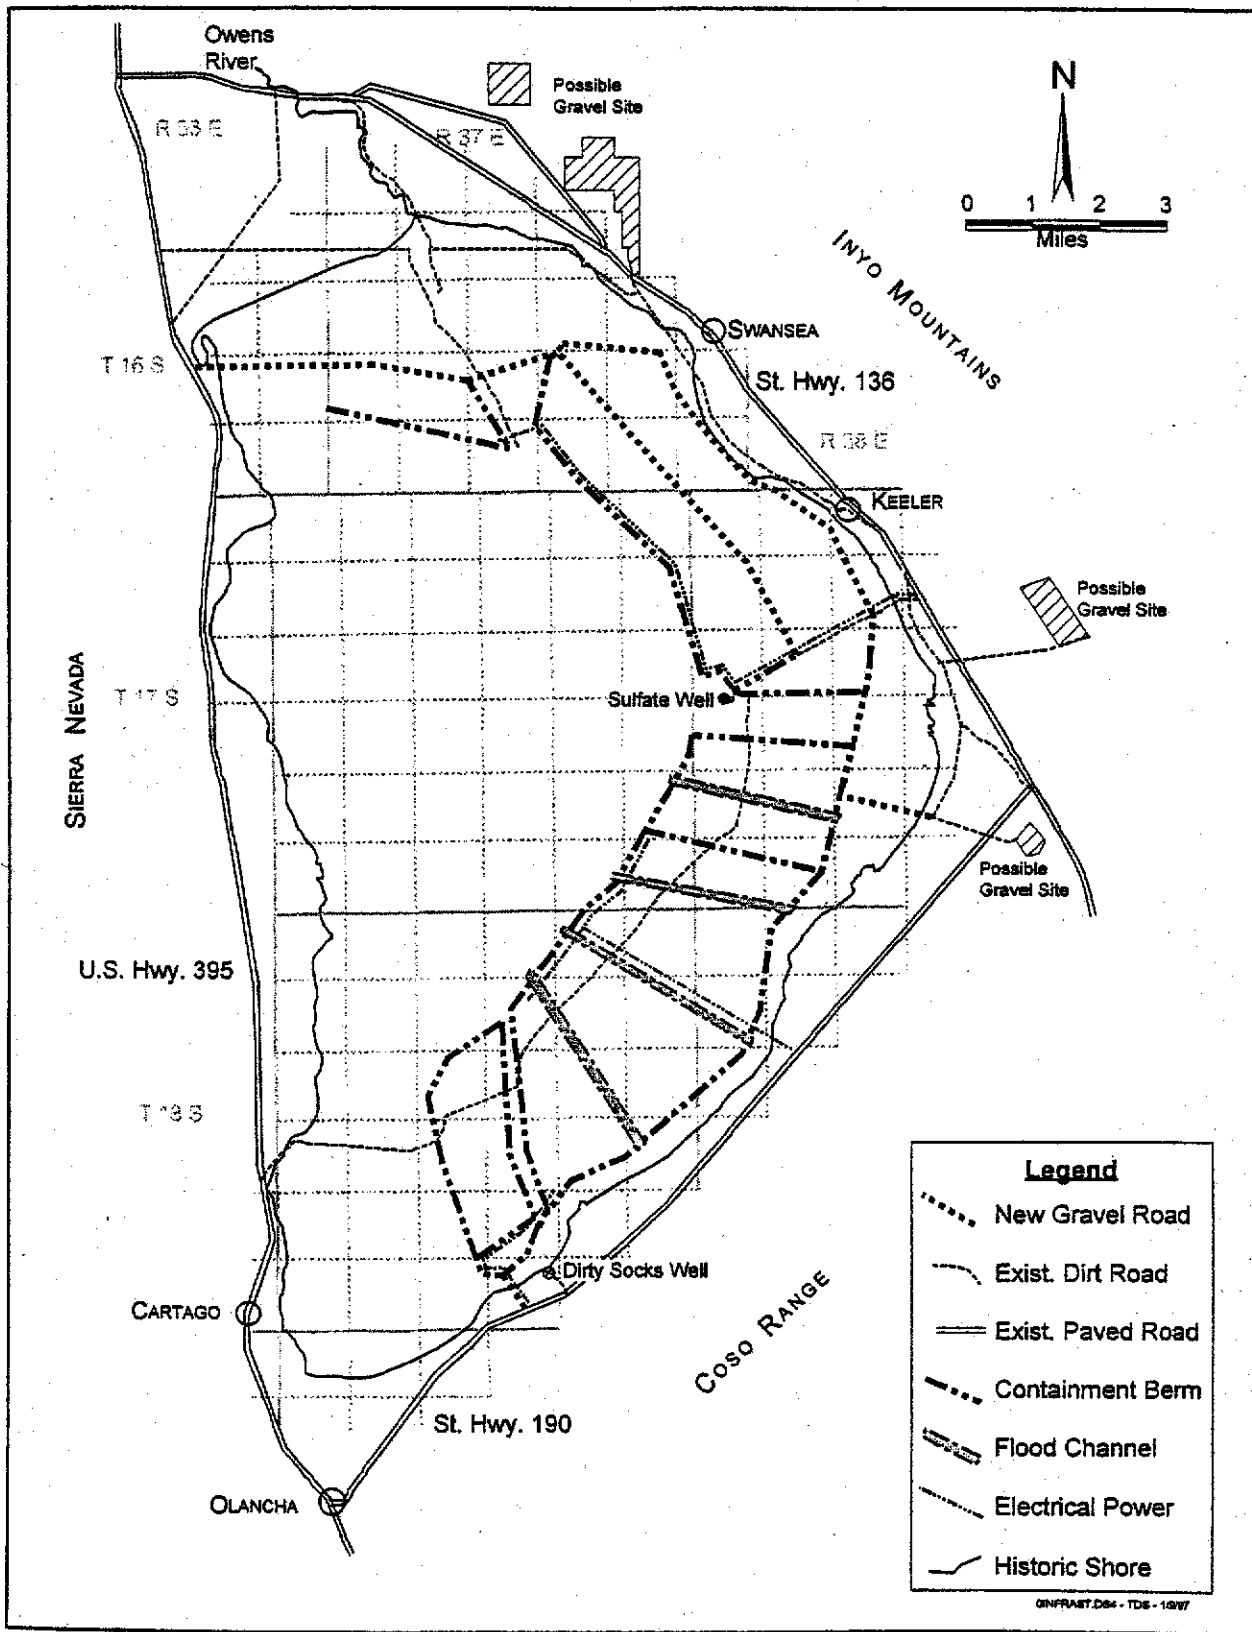 Owens
River
Possible
Gravel Site
N
R 37 E
0 1 2 3
Miles
INYO MOUNTAINS
SWANSEA
T 16 S
St. Hwy. 136
R 38 E
KEELER
Possible
Gravel Site
SIERRA NEVADA
T 17 S
Sulfate Well
Possible
Gravel Site
U.S. Hwy. 395
T 18 S
Legend
New Gravel Road
Exist. Dirt Road
Exist. Paved Road
Containment Berm
Flood Channel
Electrical Power
Historic Shore
Dirty Socks Well
CARTAGO
COSO RANGE
St. Hwy. 190
OLANCHA